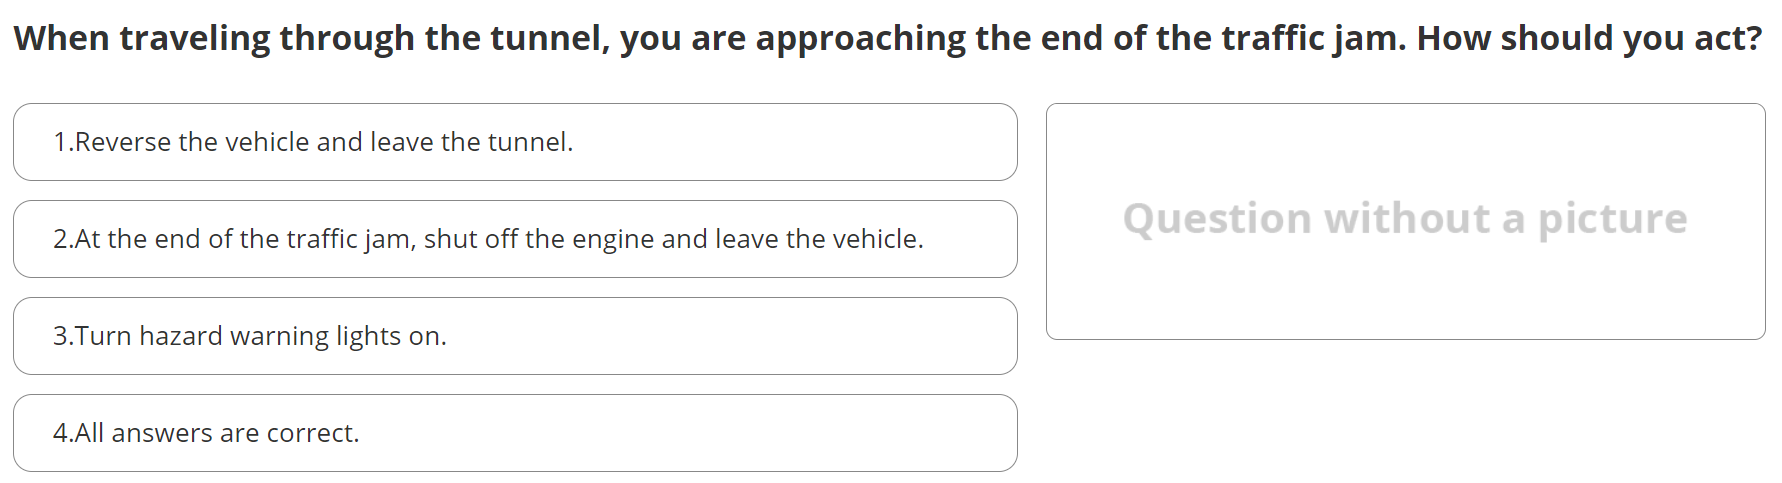 When traveling through the tunnel, you are approaching the end of the traffic jam. How should you act?
1.Reverse the vehicle and leave the tunnel.
2.At the end of the traffic jam, shut off the engine and leave the vehicle.
3.Turn hazard warning lights on.
4.All answers are correct.
Question without a picture